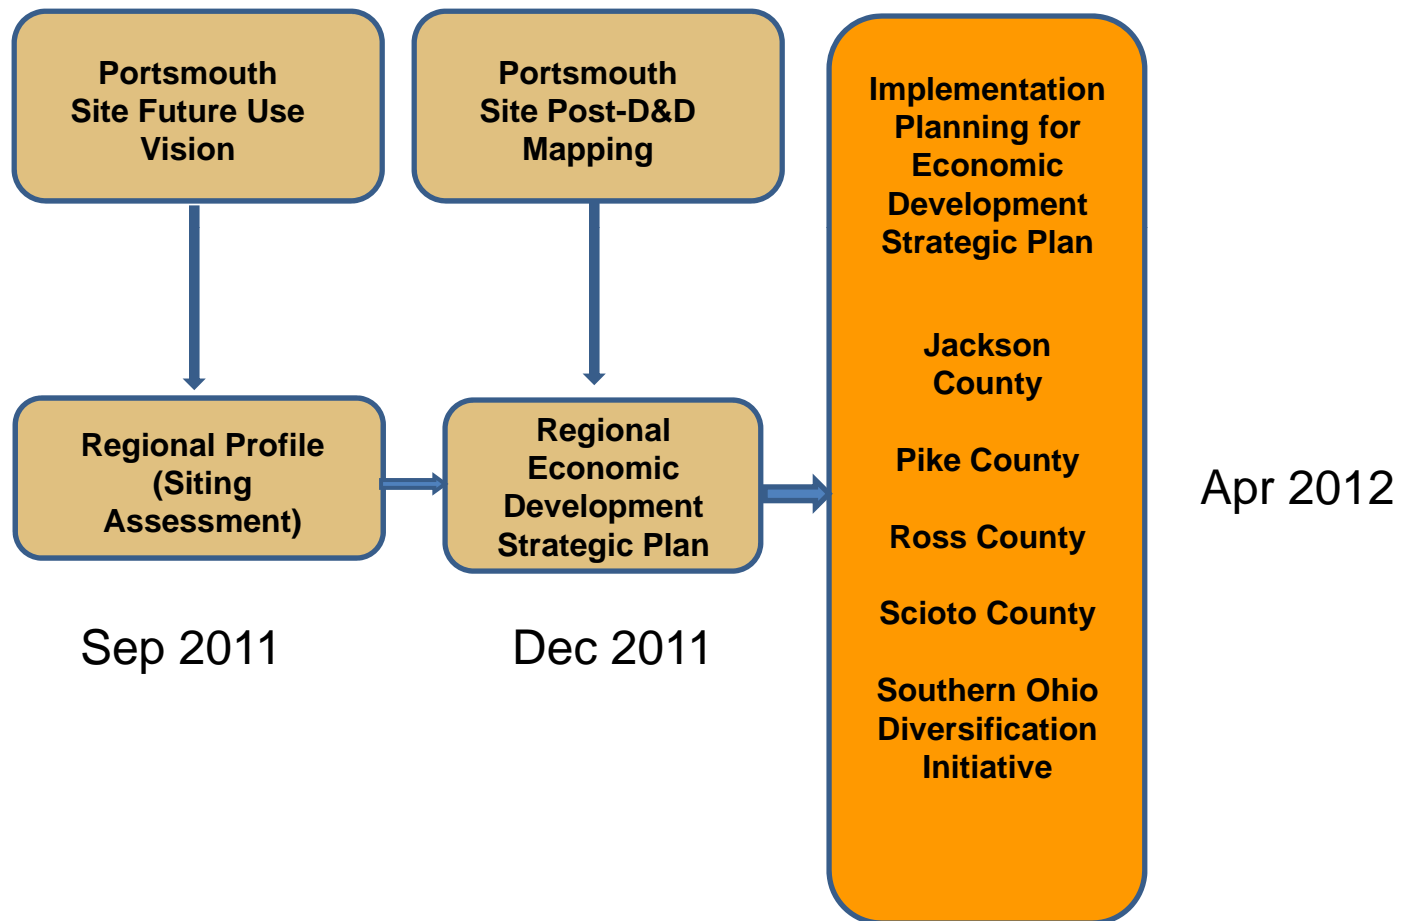 Portsmouth
Site Future Use
Vision
Portsmouth
Site Post-D&D
Mapping
Implementation
Planning for
Economic
Development
Strategic Plan
Jackson
County
Pike County
Ross County
Scioto County
Southern Ohio
Diversification
Initiative
Regional Profile
(Siting
Assessment)
Regional
Economic
Development
Strategic Plan
Apr 2012
Sep 2011
Dec 2011